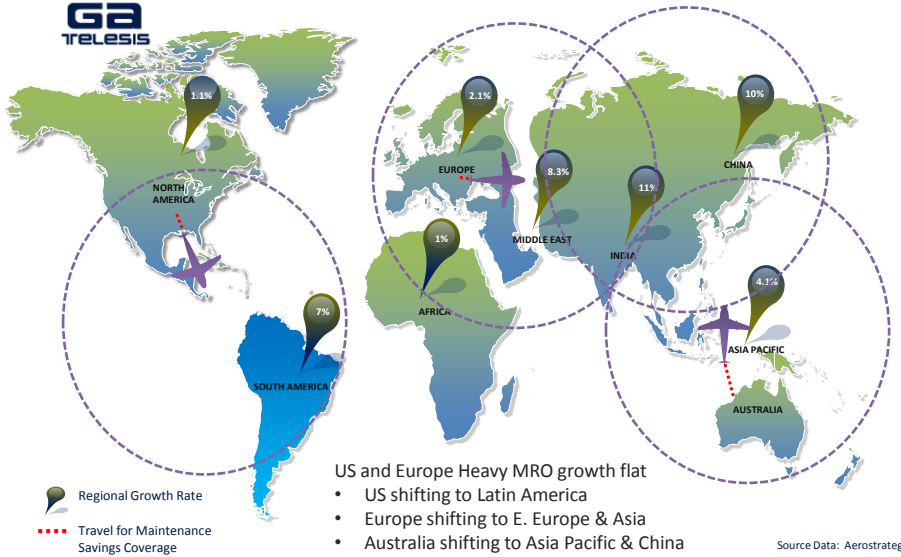 GA
TELESIS
1.1%
2.1%
10%
CHINA
EUROPE
8.3%
11%
NORTH
AMERICA
MIDDLE EAST
INDIA
1%
4.1%
AFRICA
7%
ASIA PACIFIC
SOUTH AMERICA
AUSTRALIA
US and Europe Heavy MRO growth flat
• US shifting to Latin America
• Europe shifting to E. Europe & Asia
• Australia shifting to Asia Pacific & China
Regional Growth Rate
Travel for Maintenance
Savings Coverage
Source Data: Aerostrateg